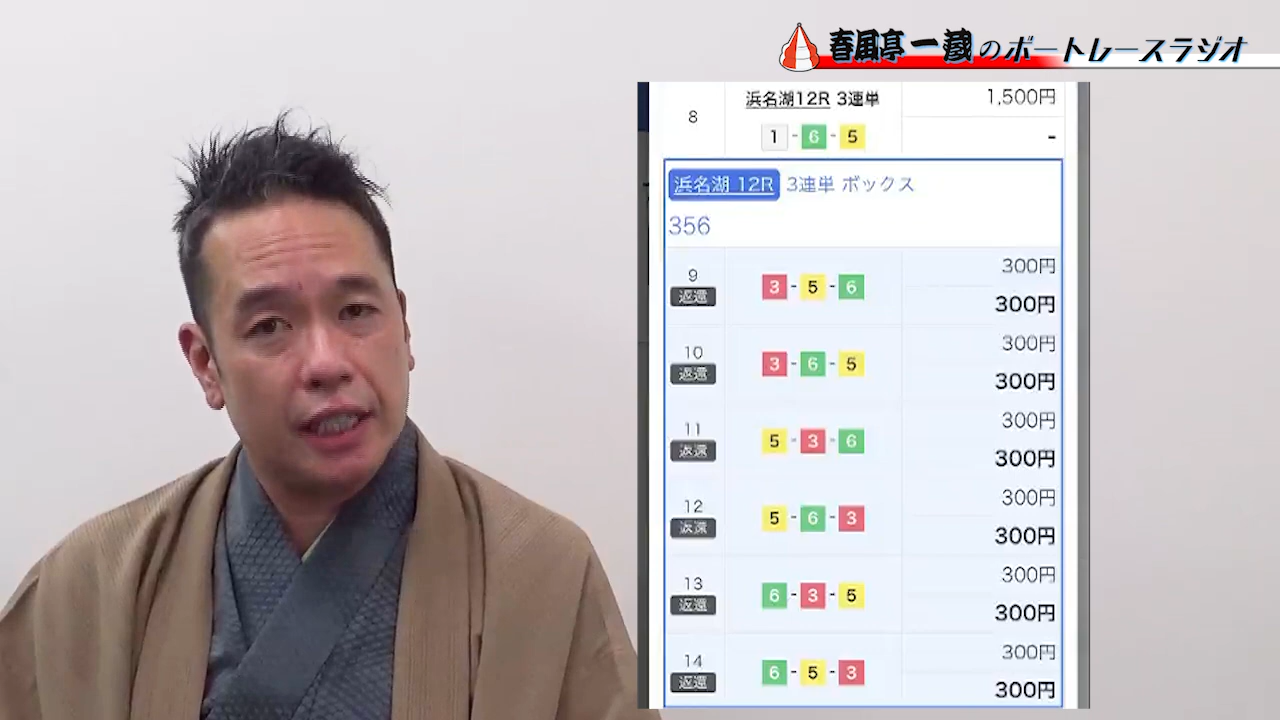 春風亭一蔵のボートレースラジオ
8
浜名湖12R 3連単
1,500円
1-6-5
-
浜名湖 12R 3連単 ボックス
356
9
返還
3-5-6
300円
300円
10
返還
3-6-5
300円
300円
11
返還
5-3-6
300円
300円
12
返還
5-6-3
300円
300円
13
返還
6-3-5
300円
300円
14
返還
6-5-3
300円
300円